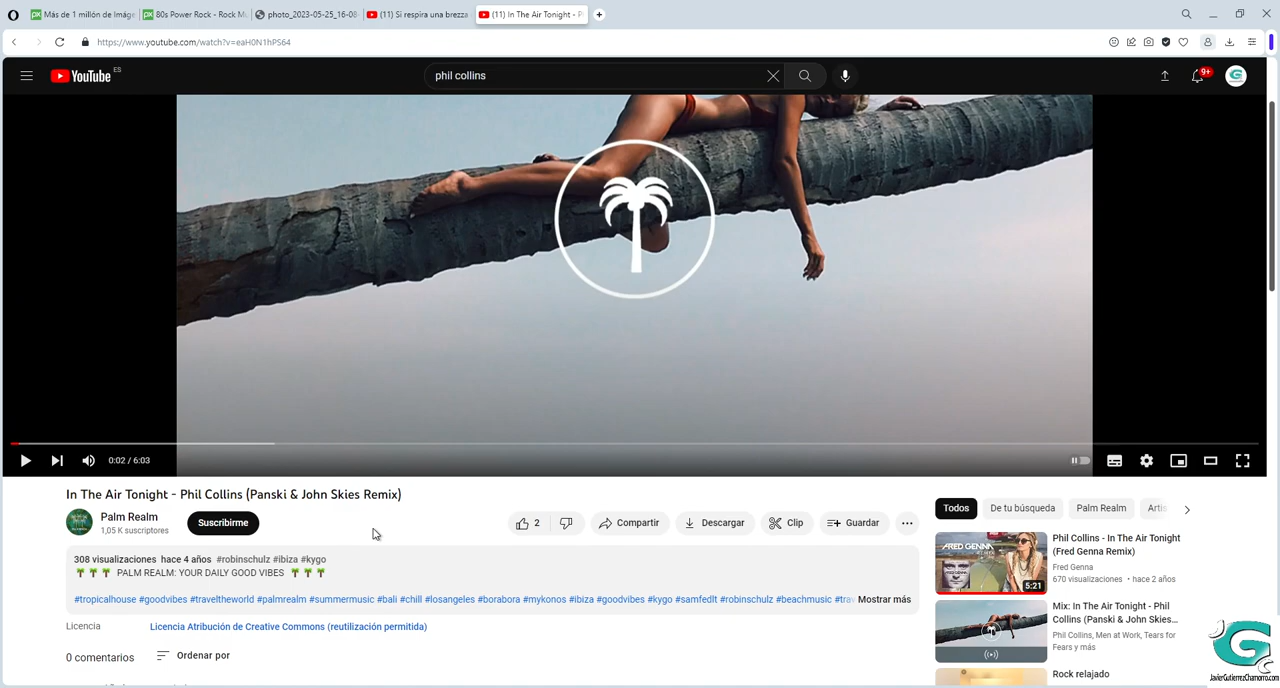 Más de 1 millón de Imáge
80s Power Rock - Rock Mu
photo_2023-05-25_16-08
(11) Si respira una brezza
(11) In The Air Tonight - P
https://www.youtube.com/watch?v=eaH0N1hPS64
YouTube ES
phil collins
9+
0:02 / 6:03
In The Air Tonight - Phil Collins (Panski & John Skies Remix)
Palm Realm
1,05 K suscriptores
Suscribirme
2
Compartir
Descargar
Clip
Guardar
308 visualizaciones hace 4 años #robinschulz #ibiza #kygo
PALM REALM: YOUR DAILY GOOD VIBES
#tropicalhouse #goodvibes #traveltheworld #palmrealm #summermusic #bali #chill #losangeles #borabora #mykonos #ibiza #goodvibes #kygo #samfedlt #robinschulz #beachmusic #trav Mostrar más
Licencia
Licencia Atribución de Creative Commons (reutilización permitida)
0 comentarios
Ordenar por
Todos
De tu búsqueda
Palm Realm
Artis
FRED GENNA
5:21
Phil Collins - In The Air Tonight
(Fred Genna Remix)
Fred Genna
670 visualizaciones • hace 2 años
Mix: In The Air Tonight - Phil
Collins (Panski & John Skies...
Phil Collins, Men at Work, Tears for
Fears y más
Rock relajado
JavierGutierrezChamorro.com